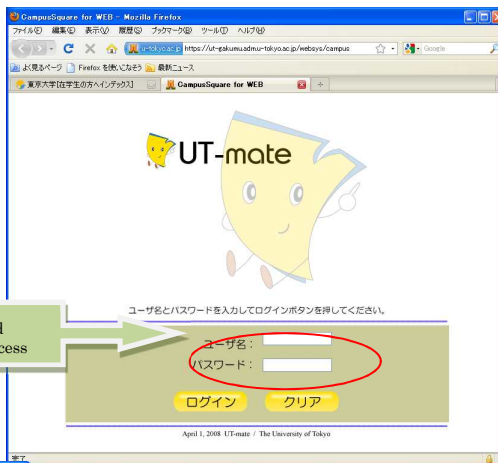 CampusSquare for WEB - Mozilla Firefox
ファイル(F) 編集(E) 表示(V) 履歴(S) ブックマーク(B) ツール(T) ヘルプ(H)
u-tokyo.ac.jp https://ut-gakumu.adm.u-tokyo.ac.jp/websys/campus
Google
よく見るページ Firefox を使いこなそう 最新ニュース
東京大学[在学生の方へインデックス] CampusSquare for WEB
UT-mate
ユーザ名とパスワードを入力してログインボタンを押してください。
ユーザ名：
パスワード：
ログイン クリア
April 1, 2008 UT-mate / The University of Tokyo
完了